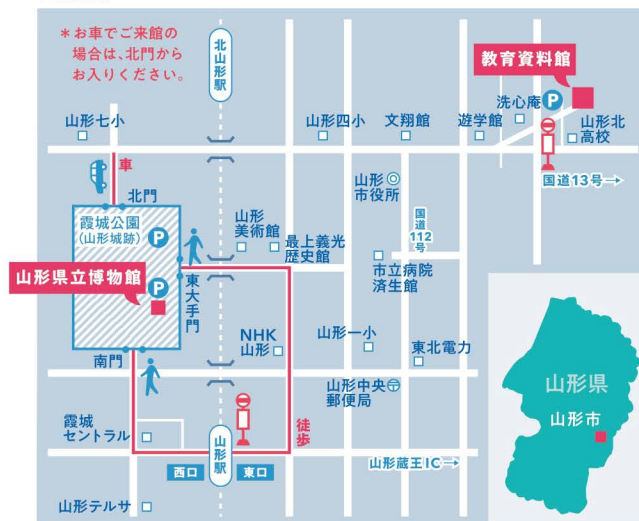 ＊お車でご来館の
場合は、北門から
お入りください。
北山形駅
教育資料館
洗心庵
P
山形七小
山形四小
文翔館
遊学館
山形北
高校
車
国道13号→
北門
山形
市役所
霞城公園
(山形城跡)
P
国道112号
山形
美術館
最上義光
歴史館
山形県立博物館
P
東大手門
市立病院
済生館
NHK
山形
山形一小
東北電力
南門
山形県
山形市
山形中央
郵便局
霞城
セントラル
徒歩
山形駅
西口
東口
山形蔵王IC→
山形テルサ